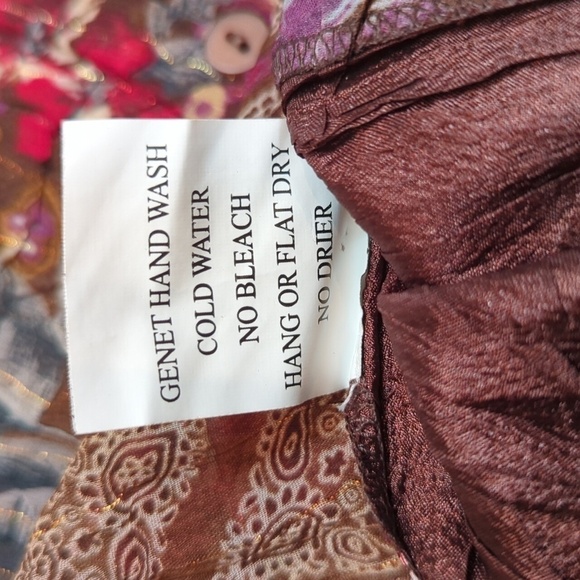 GENET HAND WASH
COLD WATER
NO BLEACH
HANG OR FLAT DRY
NO DRIER